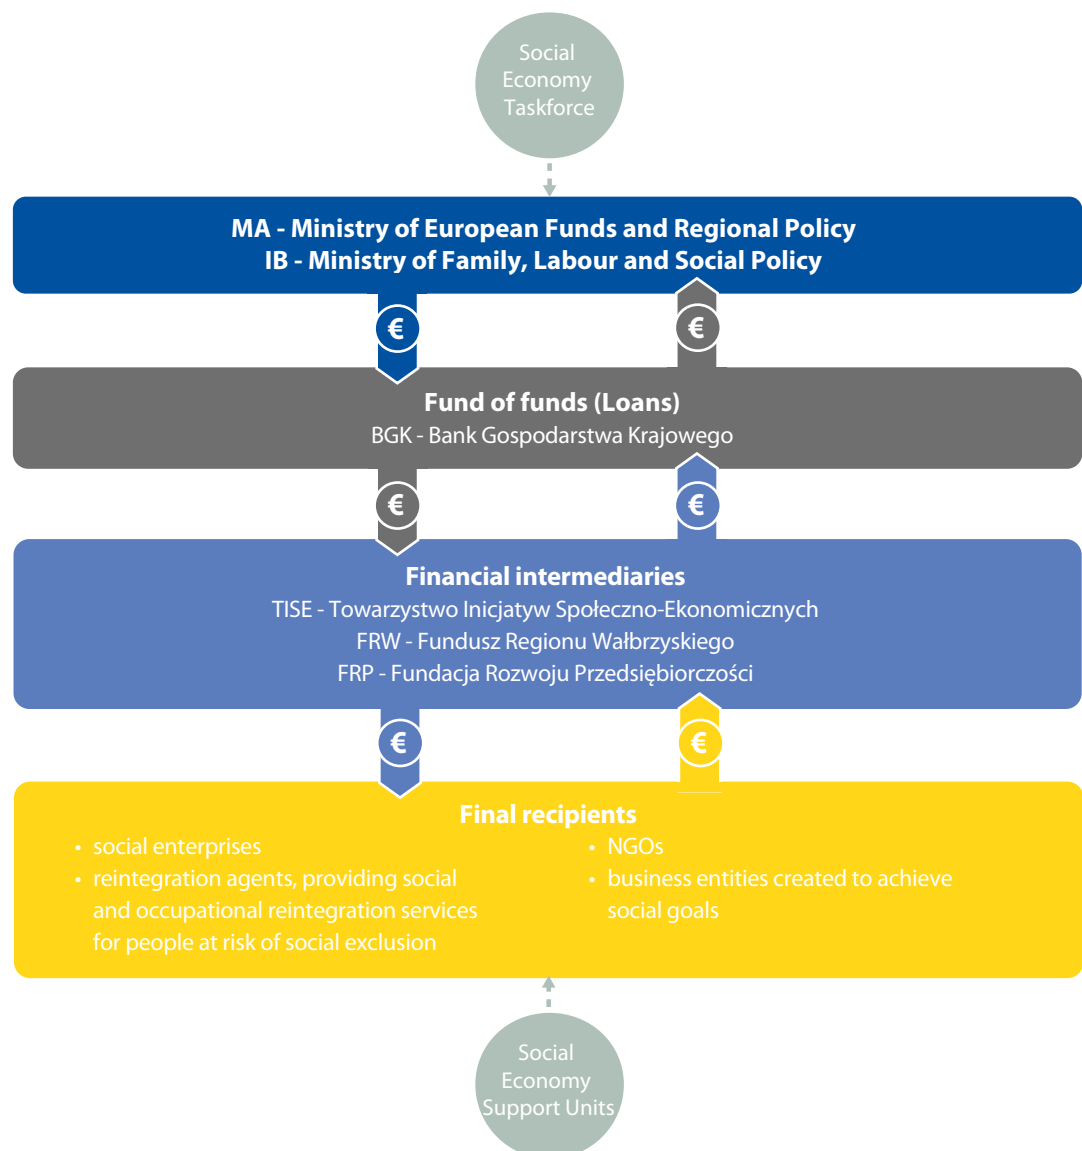 Social
Economy
Taskforce
MA - Ministry of European Funds and Regional Policy
IB - Ministry of Family, Labour and Social Policy
€
€
Fund of funds (Loans)
BGK - Bank Gospodarstwa Krajowego
€
€
Financial intermediaries
TISE - Towarzystwo Inicjatyw Społeczno-Ekonomicznych
FRW - Fundusz Regionu Wałbrzyskiego
FRP - Fundacja Rozwoju Przedsiębiorczości
€
€
Final recipients
• social enterprises
• reintegration agents, providing social
and occupational reintegration services
for people at risk of social exclusion
• NGOs
• business entities created to achieve
social goals
Social
Economy
Support Units